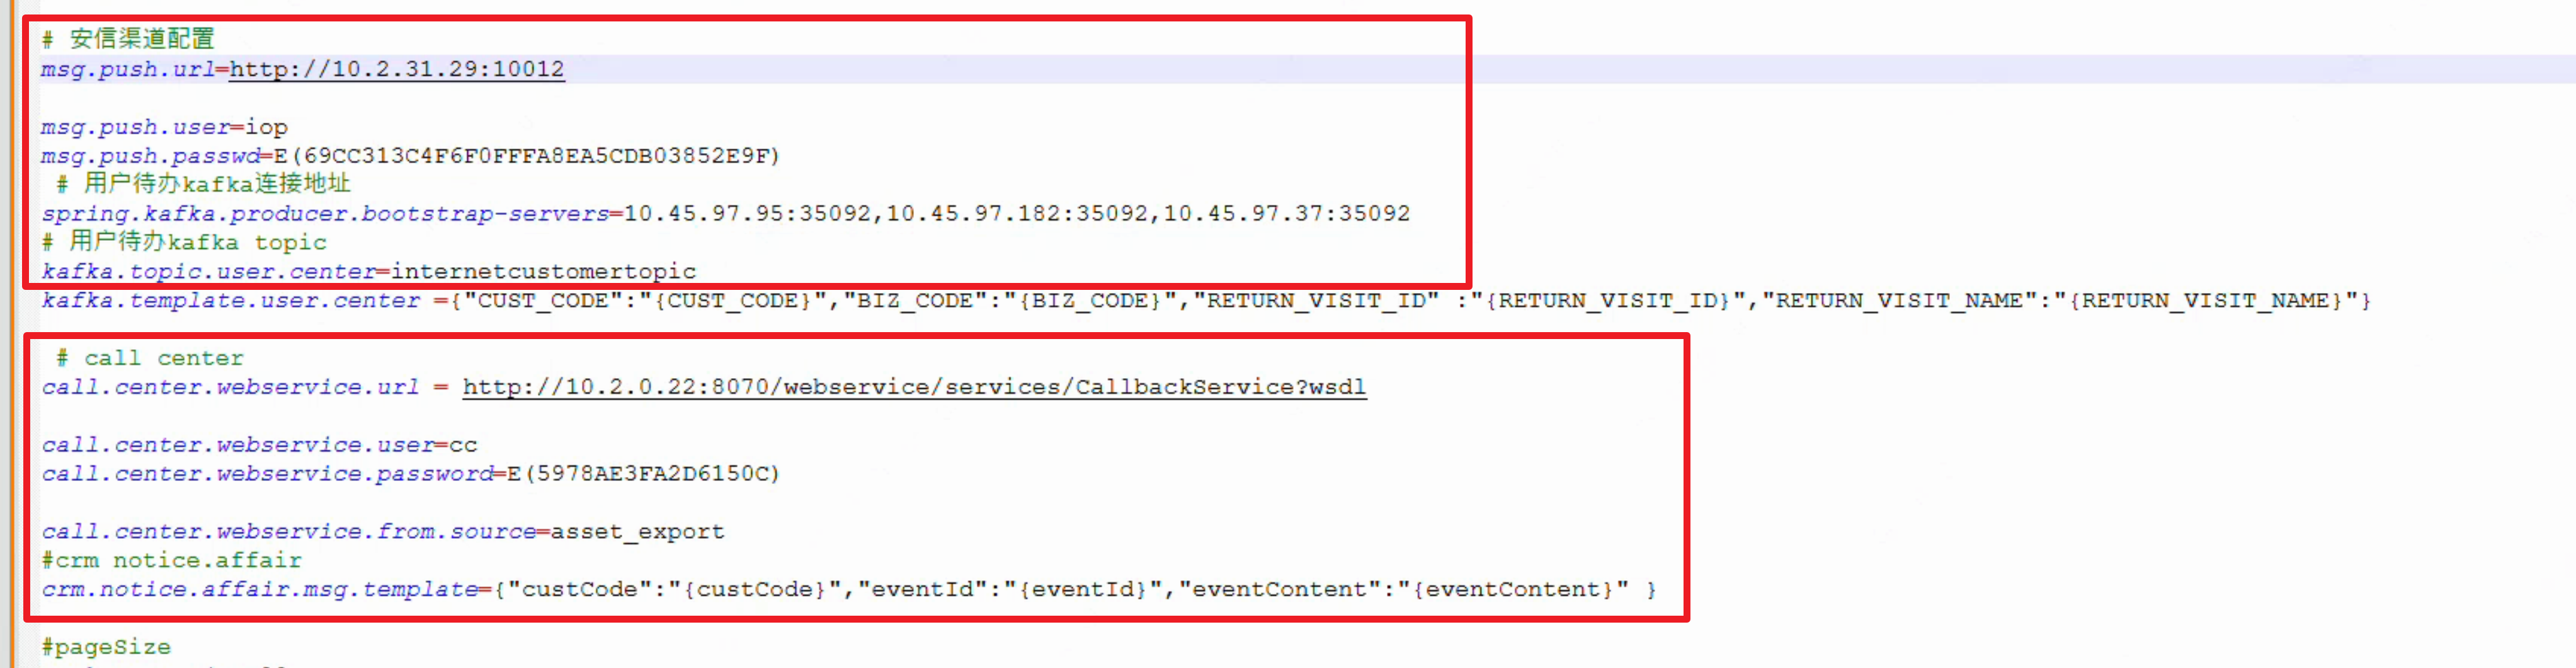 # 安信渠道配置
msg.push.url=http://10.2.31.29:10012
msg.push.user=iop
msg.push.passwd=E(69CC313C4F6F0FFFA8EA5CDB03852E9F)
# 用户待办kafka连接地址
spring.kafka.producer.bootstrap-servers=10.45.97.95:35092,10.45.97.182:35092,10.45.97.37:35092
# 用户待办kafka topic
kafka.topic.user.center=internetcustomertopic
kafka.template.user.center ={"CUST_CODE":"{CUST_CODE}","BIZ_CODE":"{BIZ_CODE}","RETURN_VISIT_ID" :"{RETURN_VISIT_ID}","RETURN_VISIT_NAME":"{RETURN_VISIT_NAME}"}
# call center
call.center.webservice.url = http://10.2.0.22:8070/webservice/services/CallbackService?wsdl
call.center.webservice.user=cc
call.center.webservice.password=E(5978AE3FA2D6150C)
call.center.webservice.from.source=asset_export
#crm notice.affair
crm.notice.affair.msg.template={"custCode":"{custCode}","eventId":"{eventId}","eventContent":"{eventContent}" }
#pageSize